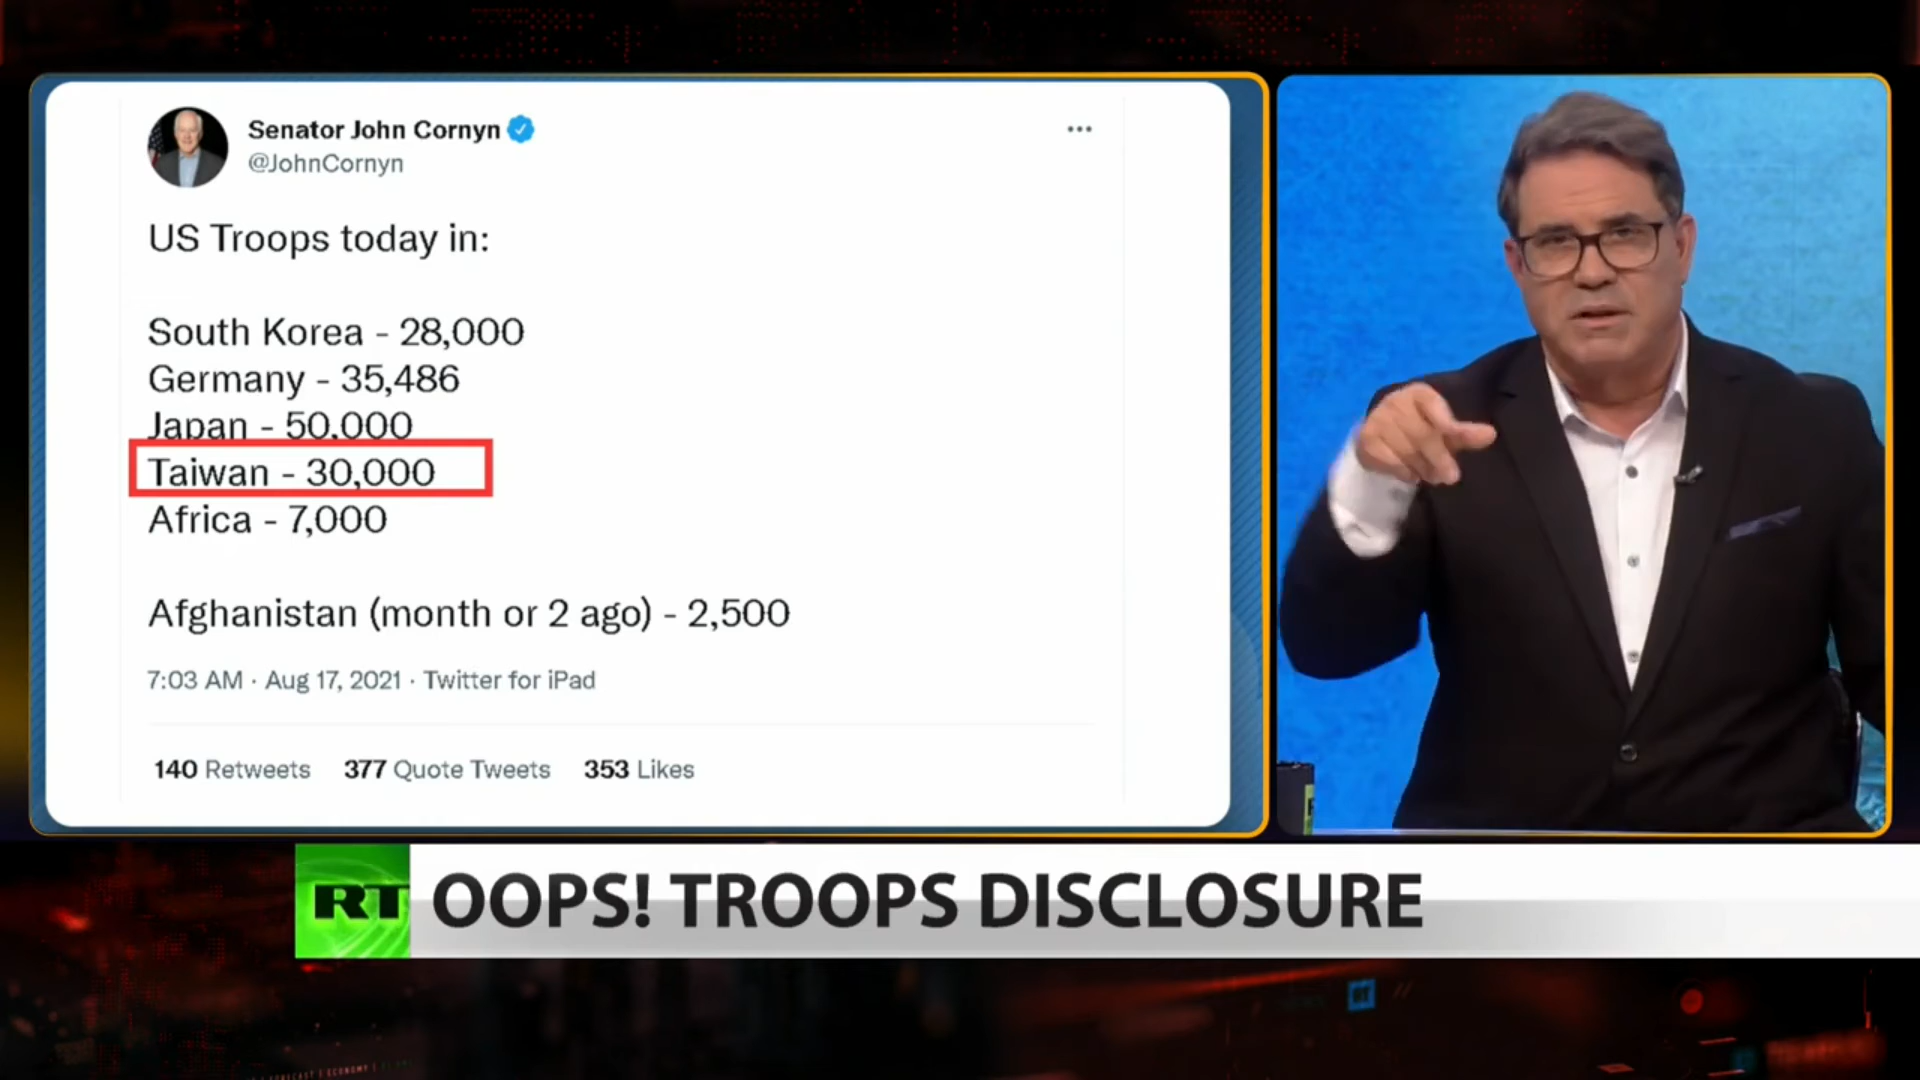 Senator John Cornyn
@JohnCornyn
US Troops today in:
South Korea - 28,000
Germany - 35,486
Japan - 50,000
Taiwan - 30,000
Africa - 7,000
Afghanistan (month or 2 ago) - 2,500
7:03 AM · Aug 17, 2021 · Twitter for iPad
140 Retweets 377 Quote Tweets 353 Likes
RT OOPS! TROOPS DISCLOSURE